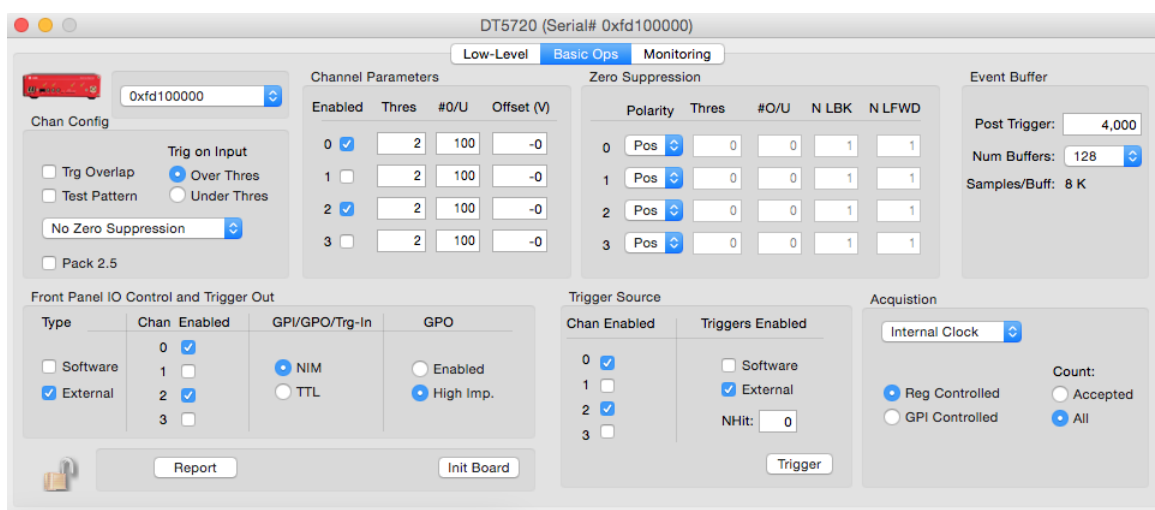 DT5720 (Serial# 0xfd100000)
Low-Level Basic Ops Monitoring
0xfd100000
Chan Config
Trig on Input
Trg Overlap Over Thres
Test Pattern Under Thres
No Zero Suppression
Pack 2.5
Channel Parameters
Enabled Thres #0/U Offset (V)
0 2 100 -0
1 2 100 -0
2 2 100 -0
3 2 100 -0
Zero Suppression
Polarity Thres #O/U N LBK N LFWD
0 Pos 0 0 1 1
1 Pos 0 0 1 1
2 Pos 0 0 1 1
3 Pos 0 0 1 1
Event Buffer
Post Trigger: 4,000
Num Buffers: 128
Samples/Buff: 8 K
Front Panel IO Control and Trigger Out
Type Chan Enabled GPI/GPO/Trg-In GPO
0
Software 1 NIM Enabled
External 2 TTL High Imp.
3
Report Init Board
Trigger Source
Chan Enabled Triggers Enabled
0 Software
1 External
2 NHit: 0
3
Trigger
Acquistion
Internal Clock
Count:
Reg Controlled Accepted
GPI Controlled All